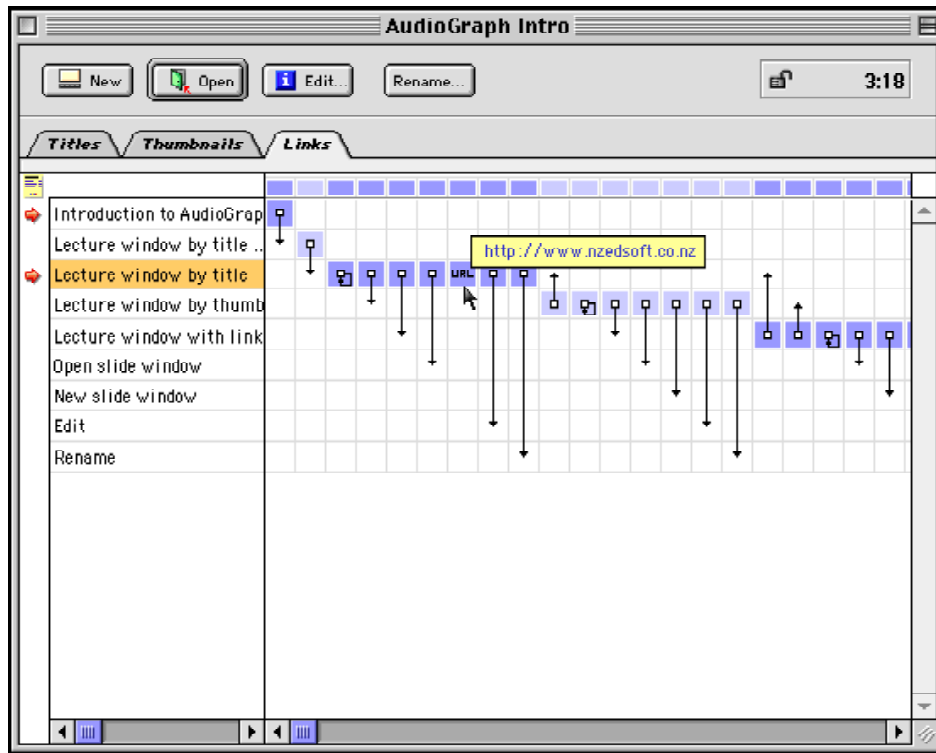 AudioGraph Intro
New Open Edit... Rename... 3:18
Titles Thumbnails Links
Introduction to AudioGrap
Lecture window by title ..
http://www.nzedsoft.co.nz
Lecture window by title URL
Lecture window by thumb
Lecture window with link
Open slide window
New slide window
Edit
Rename